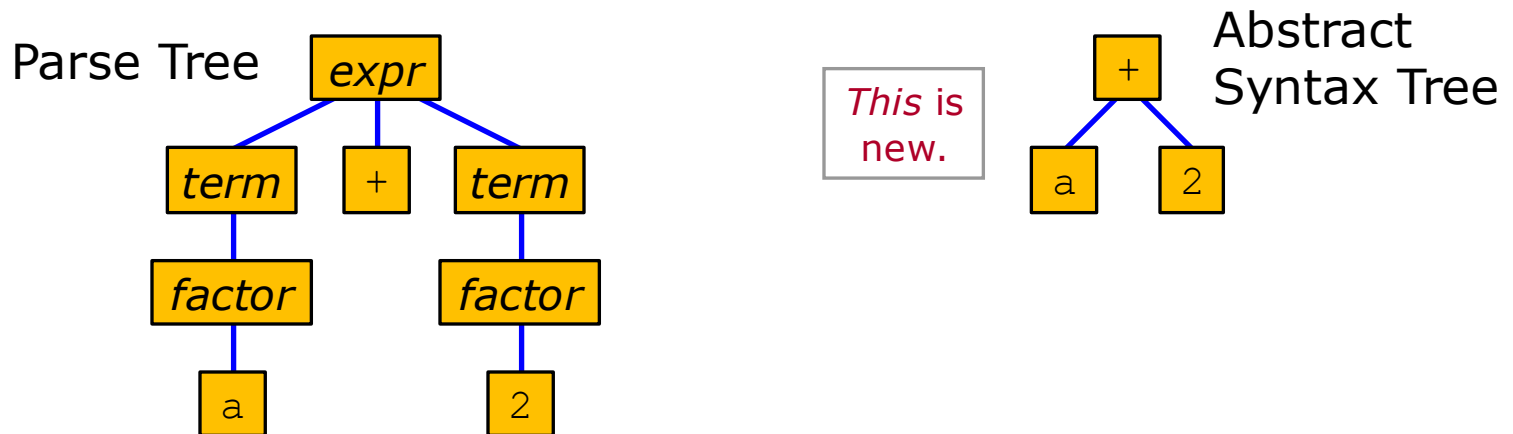 Parse Tree
expr
term + term
factor factor
a 2
This is
new.
+
a 2
Abstract
Syntax Tree